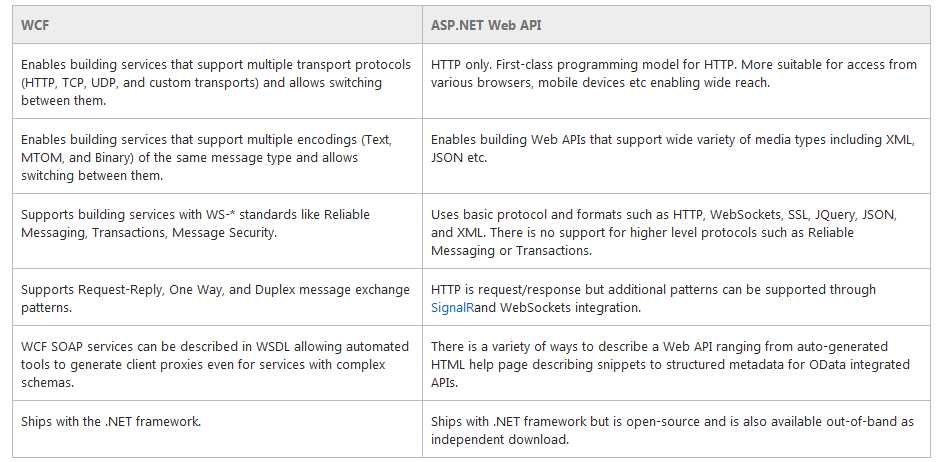 WCF
ASP.NET Web API
Enables building services that support multiple transport protocols
(HTTP, TCP, UDP, and custom transports) and allows switching
between them.
HTTP only. First-class programming model for HTTP. More suitable for access from
various browsers, mobile devices etc enabling wide reach.
Enables building services that support multiple encodings (Text,
MTOM, and Binary) of the same message type and allows
switching between them.
Enables building Web APIs that support wide variety of media types including XML,
JSON etc.
Supports building services with WS-* standards like Reliable
Messaging, Transactions, Message Security.
Uses basic protocol and formats such as HTTP, WebSockets, SSL, JQuery, JSON,
and XML. There is no support for higher level protocols such as Reliable
Messaging or Transactions.
Supports Request-Reply, One Way, and Duplex message exchange
patterns.
HTTP is request/response but additional patterns can be supported through
SignalRand WebSockets integration.
WCF SOAP services can be described in WSDL allowing automated
tools to generate client proxies even for services with complex
schemas.
There is a variety of ways to describe a Web API ranging from auto-generated
HTML help page describing snippets to structured metadata for OData integrated
APIs.
Ships with the .NET framework.
Ships with .NET framework but is open-source and is also available out-of-band as
independent download.